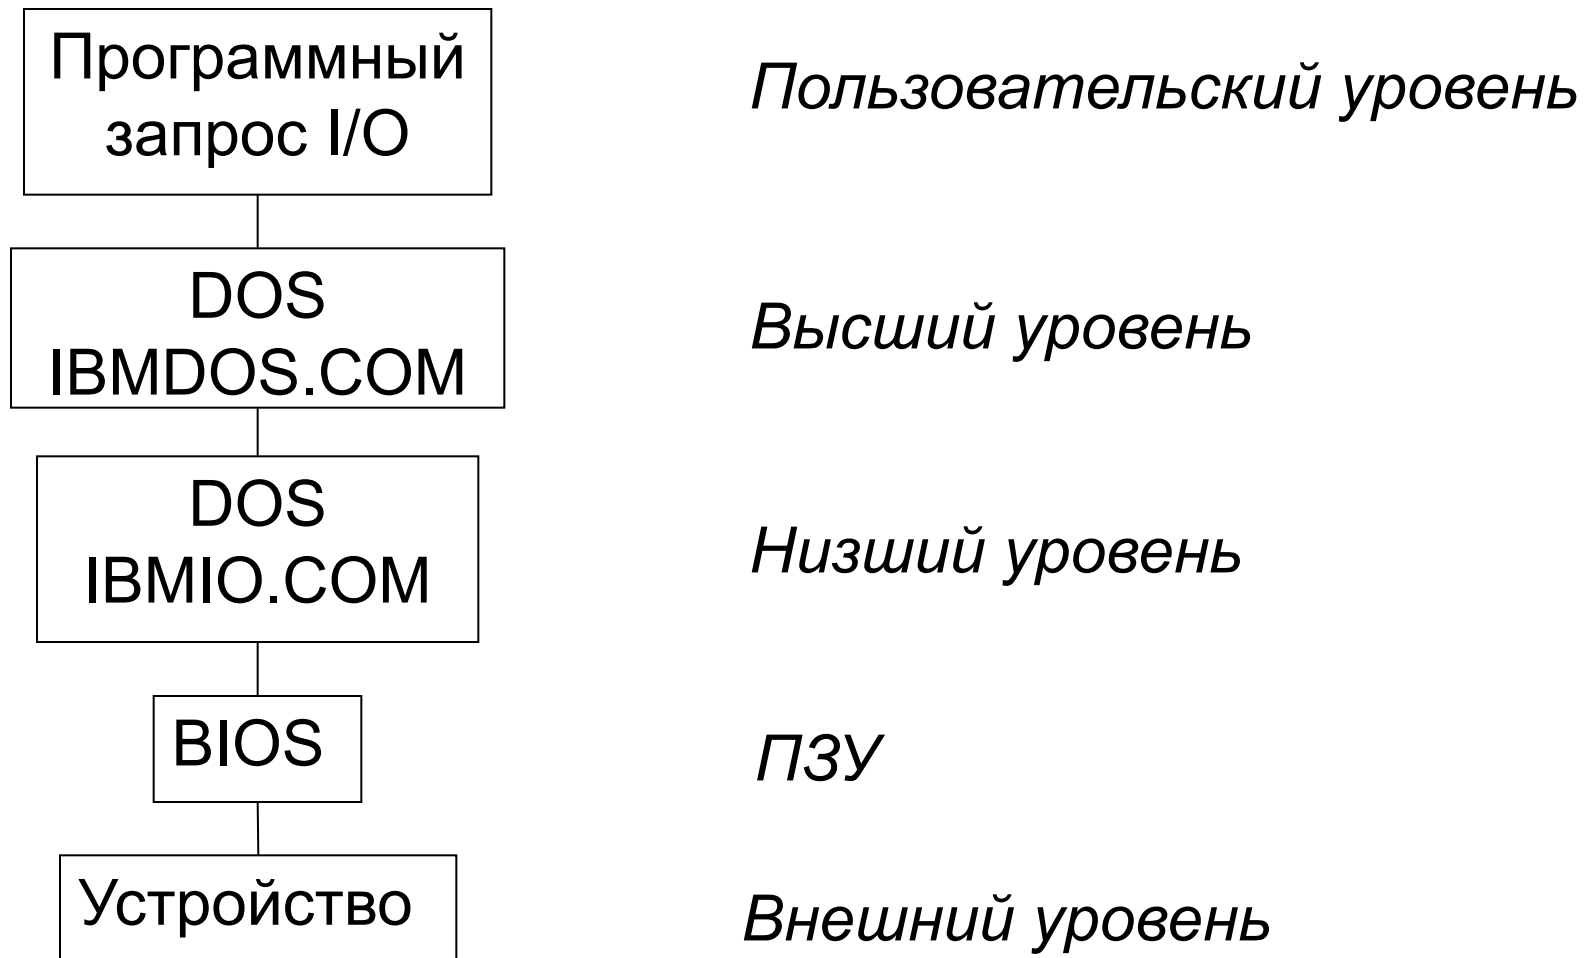 Программный
запрос I/O
Пользовательский уровень
DOS
IBMDOS.COM
Высший уровень
DOS
IBMIO.COM
Низший уровень
BIOS
ПЗУ
Устройство
Внешний уровень